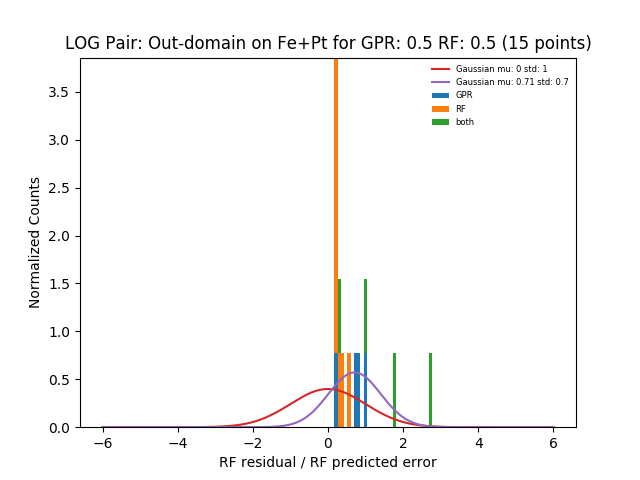 LOG Pair: Out-domain on Fe+Pt for GPR: 0.5 RF: 0.5 (15 points)
Gaussian mu: 0 std: 1
Gaussian mu: 0.71 std: 0.7
GPR
RF
both
Normalized Counts
3.5
3.0
2.5
2.0
1.5
1.0
0.5
0.0
−6
−4
−2
0
2
4
6
RF residual / RF predicted error